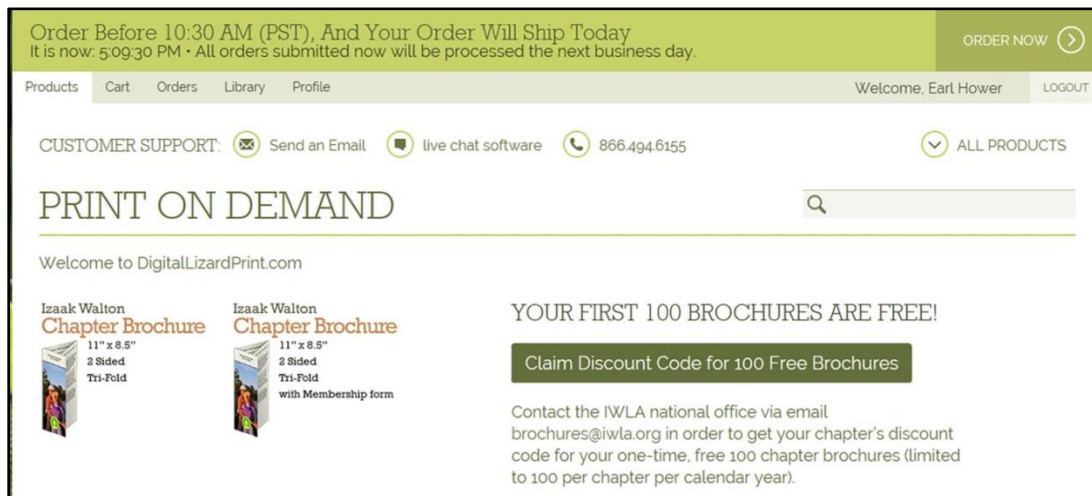 Order Before 10:30 AM (PST), And Your Order Will Ship Today
It is now: 5:09:30 PM • All orders submitted now will be processed the next business day.
ORDER NOW
Products Cart Orders Library Profile
Welcome, Earl Hower LOGOUT
CUSTOMER SUPPORT: Send an Email live chat software 866.494.6155
ALL PRODUCTS
PRINT ON DEMAND
Welcome to DigitalLizardPrint.com
Izaak Walton
Chapter Brochure
11" x 8.5"
2 Sided
Tri-Fold
Izaak Walton
Chapter Brochure
11" x 8.5"
2 Sided
Tri-Fold
with Membership form
YOUR FIRST 100 BROCHURES ARE FREE!
Claim Discount Code for 100 Free Brochures
Contact the IWLA national office via email
brochures@iwla.org in order to get your chapter's discount
code for your one-time, free 100 chapter brochures (limited
to 100 per chapter per calendar year).